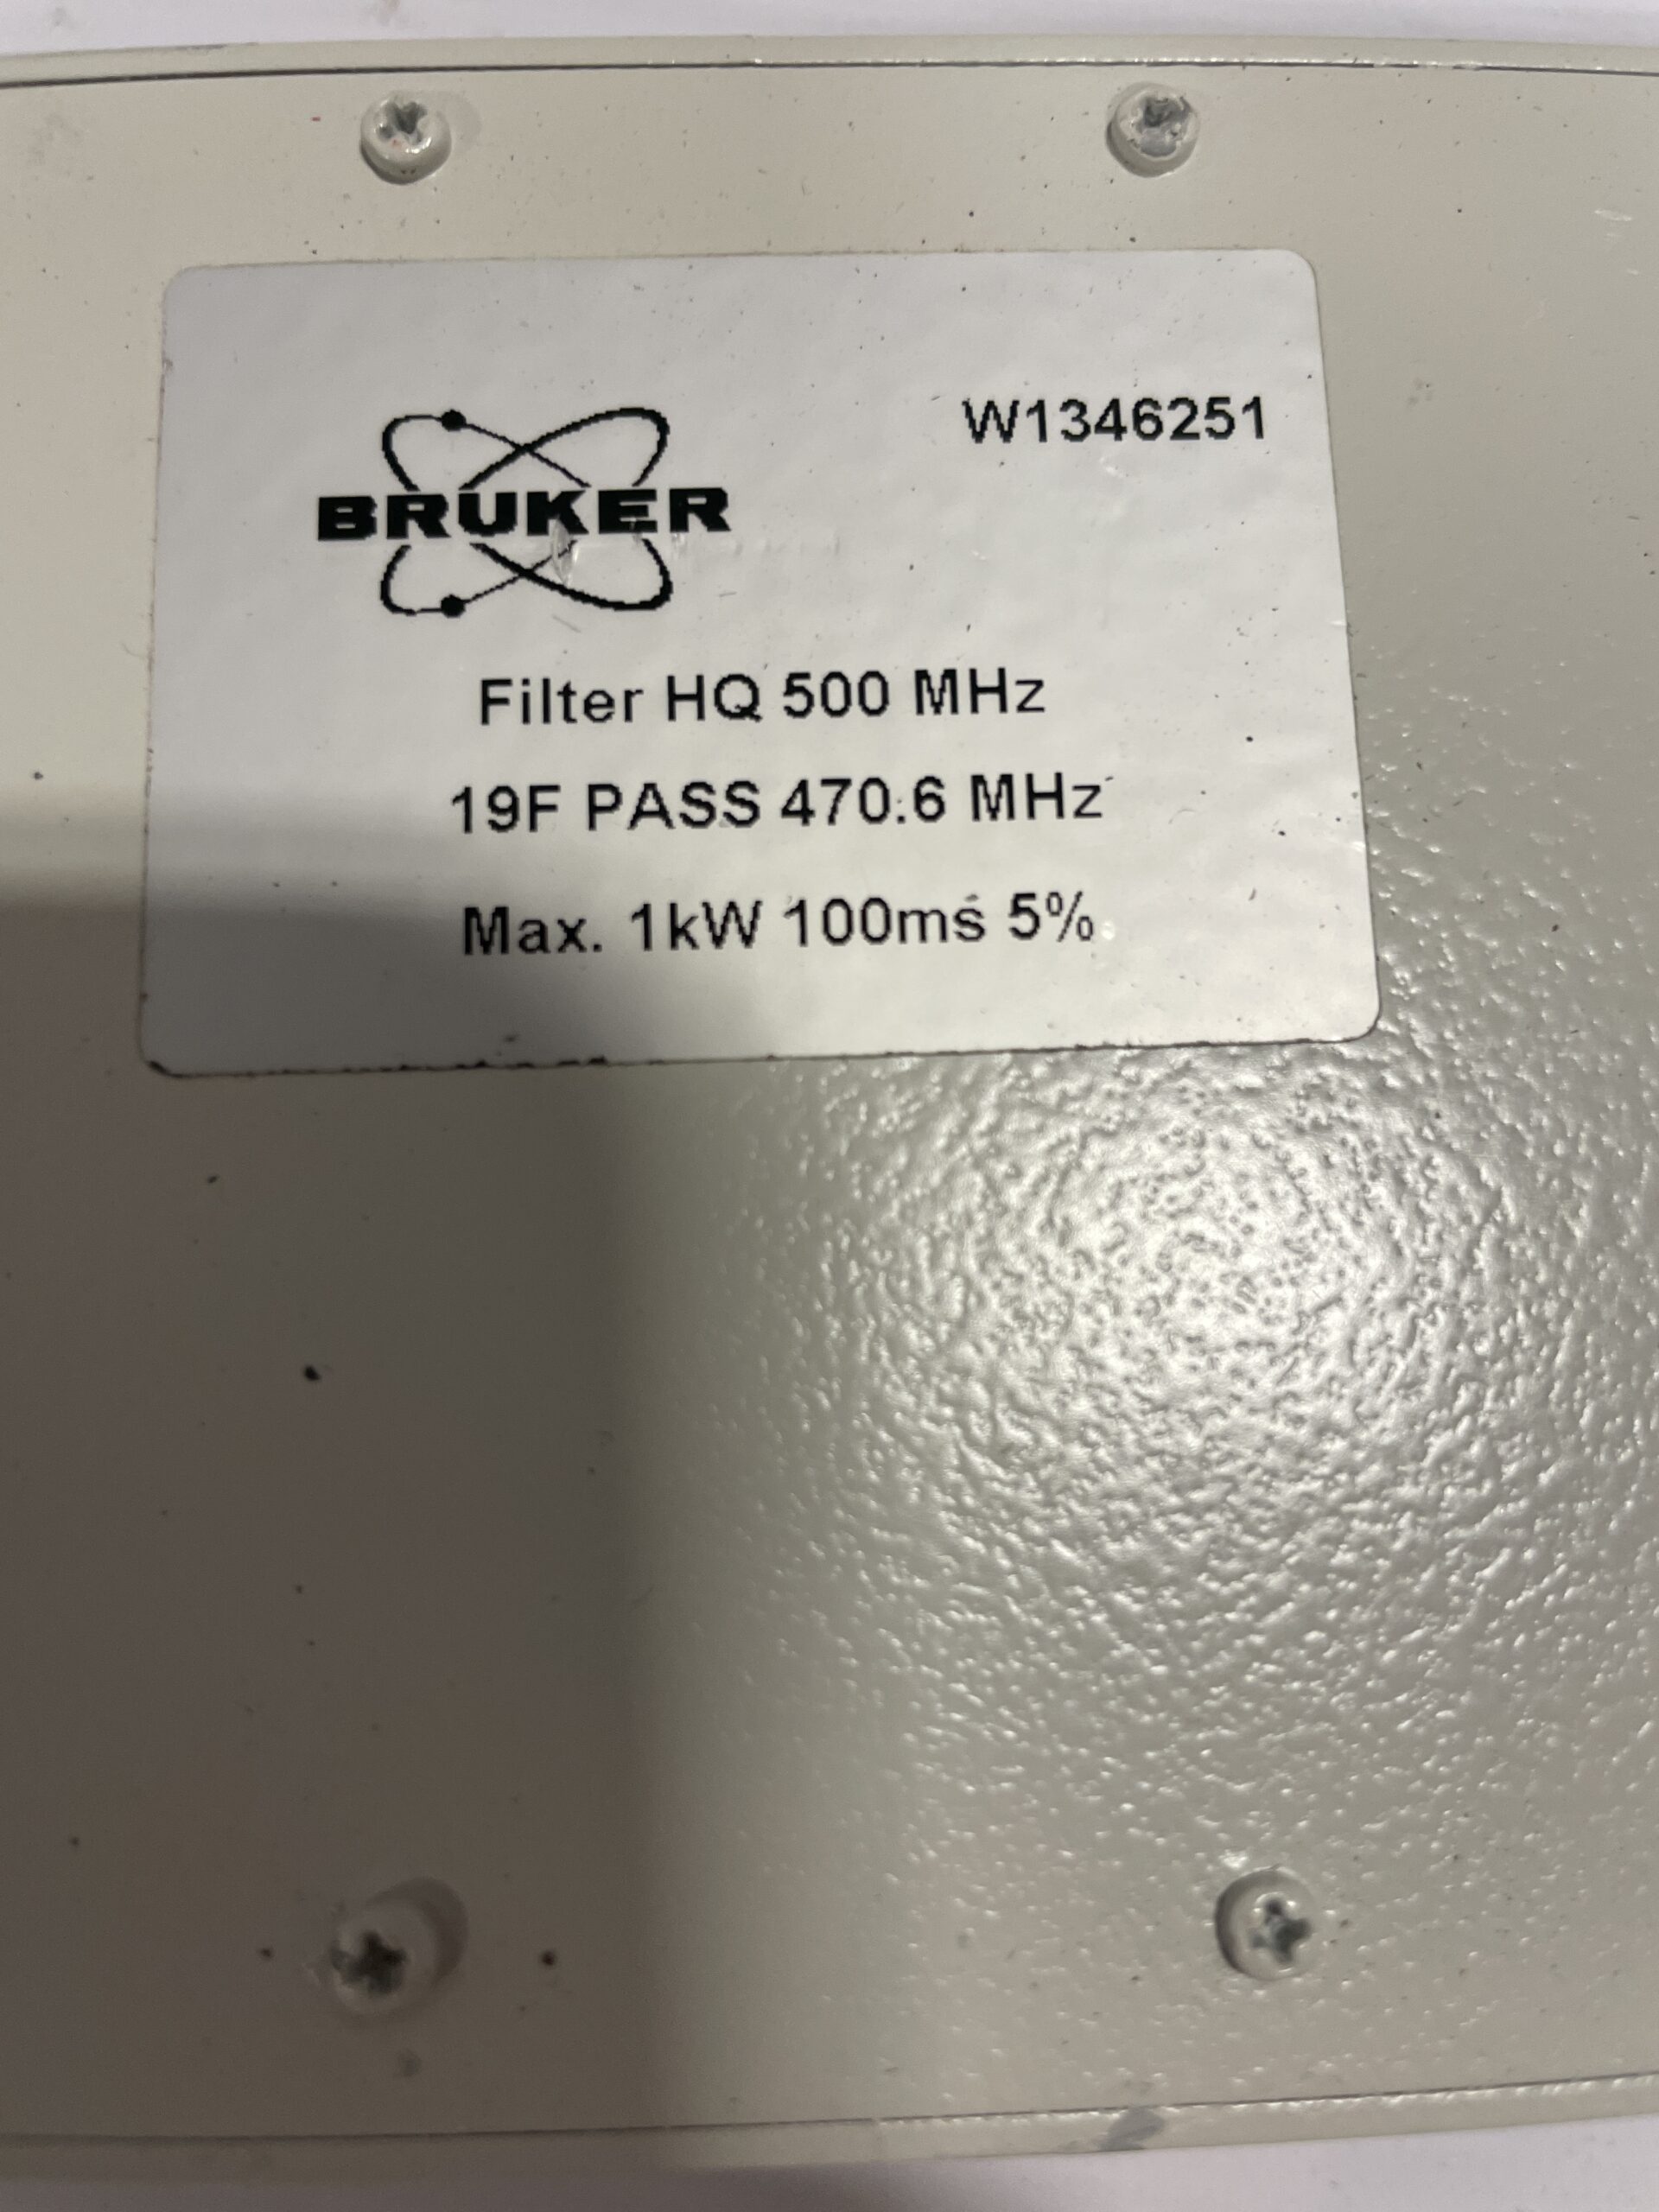 W1346251
BRUKER
Filter HQ 500 MHz
19F PASS 470.6 MHz
Max. 1kW 100ms 5%